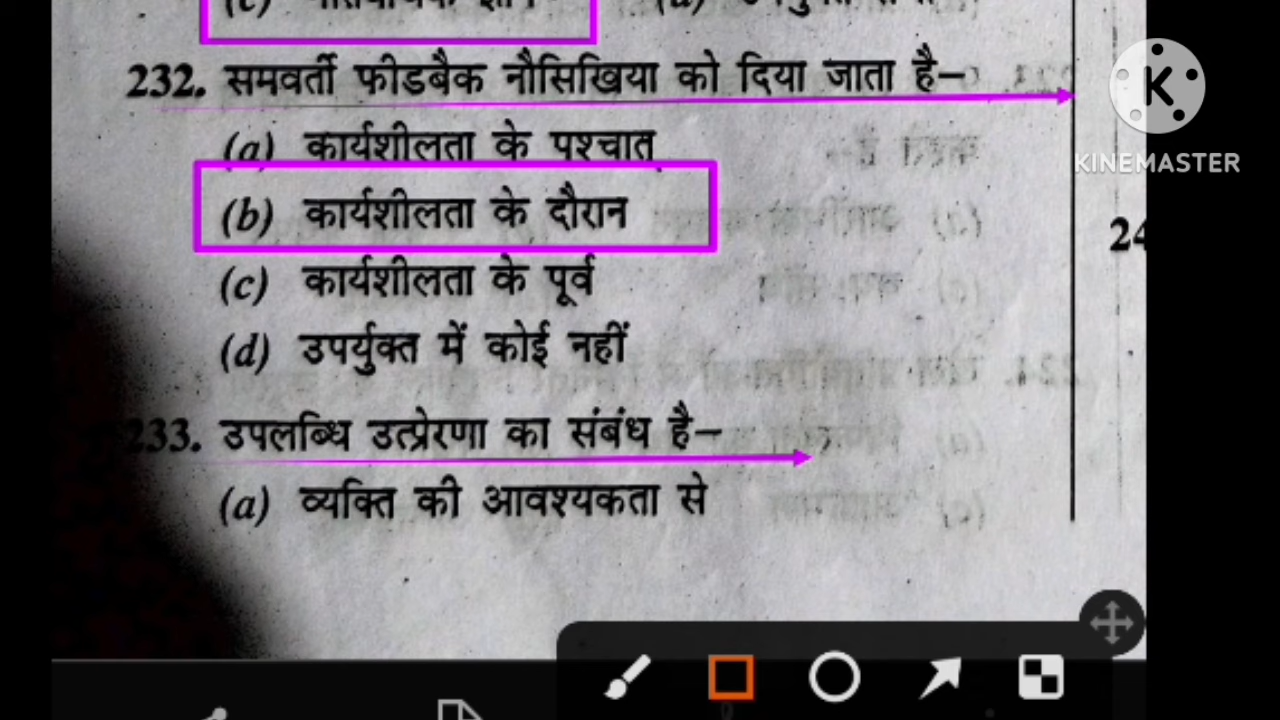 (c)
232. समवर्ती फीडबैक नौसिखिया को दिया जाता है–
(a) कार्यशीलता के पश्चात्
(b) कार्यशीलता के दौरान
(c) कार्यशीलता के पूर्व
(d) उपर्युक्त में कोई नहीं
233. उपलब्धि उत्प्रेरणा का संबंध है–
(a) व्यक्ति की आवश्यकता से
24
K
KINEMASTER